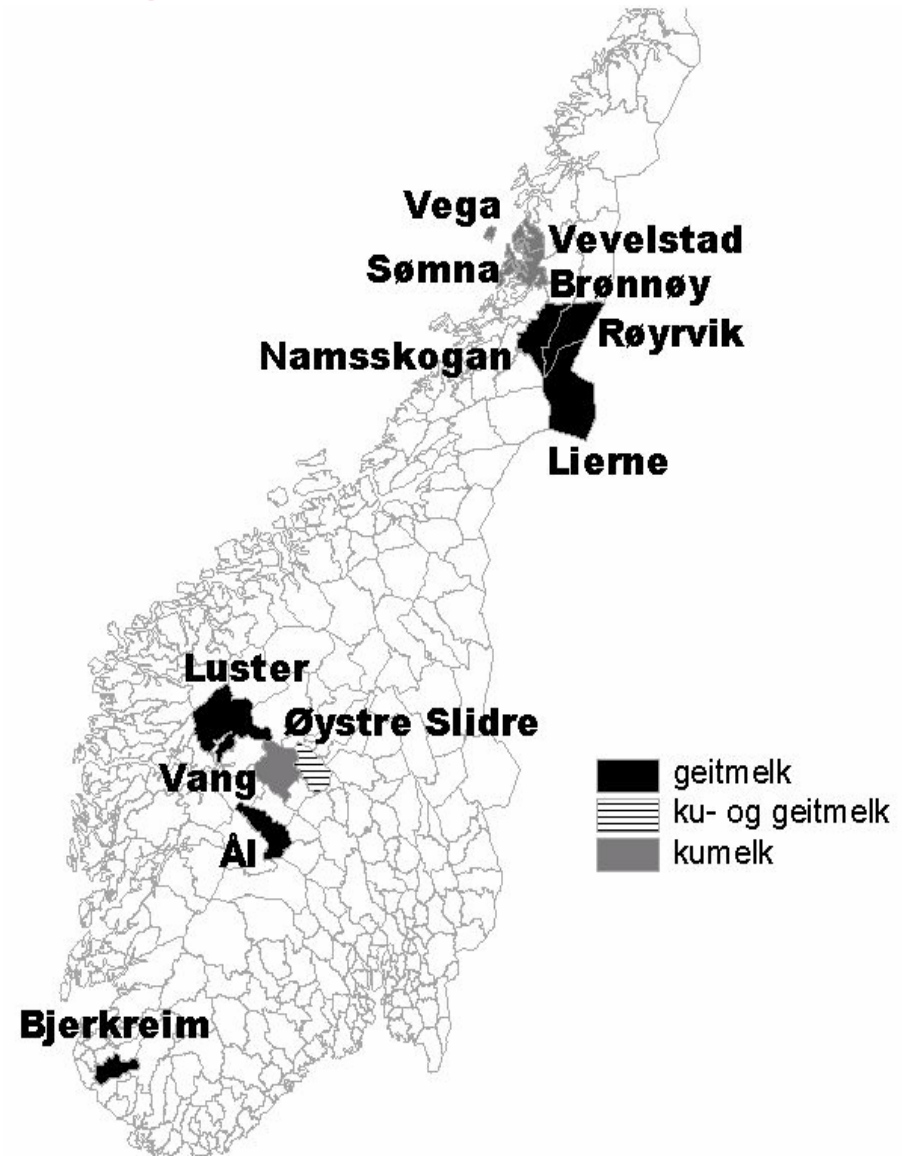 Vega
Vevelstad
Sømna
Brønnøy
Røyrvik
Namsskogan
Lierne
Luster
Øystre Slidre
Vang
Ål
geitmelk
ku- og geitmelk
kumelk
Bjerkreim